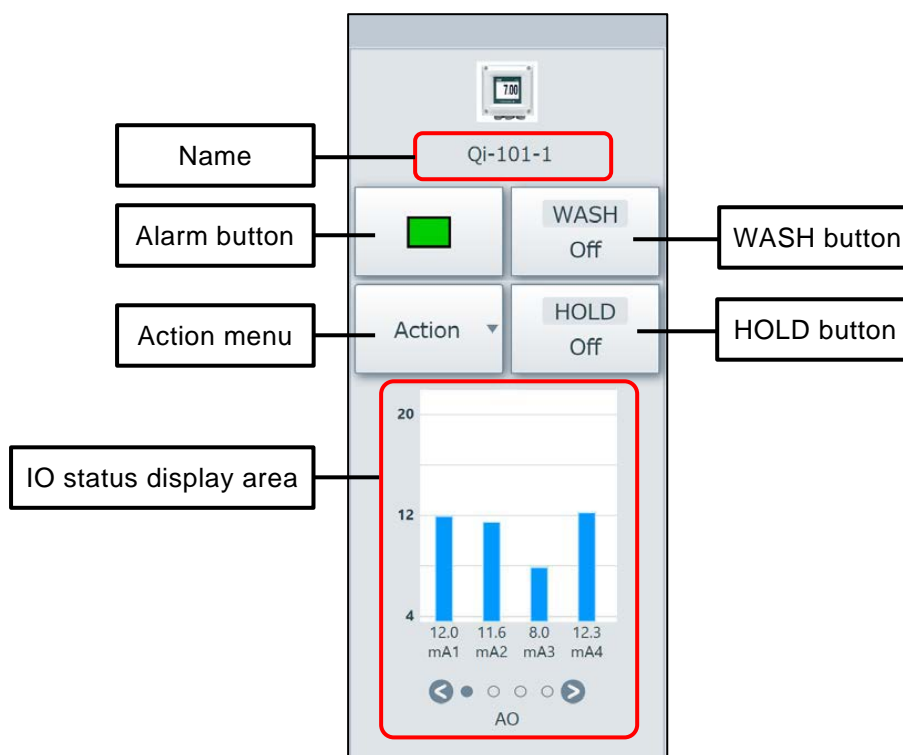 7.00
Name
Qi-101-1
Alarm button
WASH
Off
WASH button
Action menu
Action
HOLD
Off
HOLD button
IO status display area
20
12
4
12.0 11.6 8.0 12.3
mA1 mA2 mA3 mA4
AO